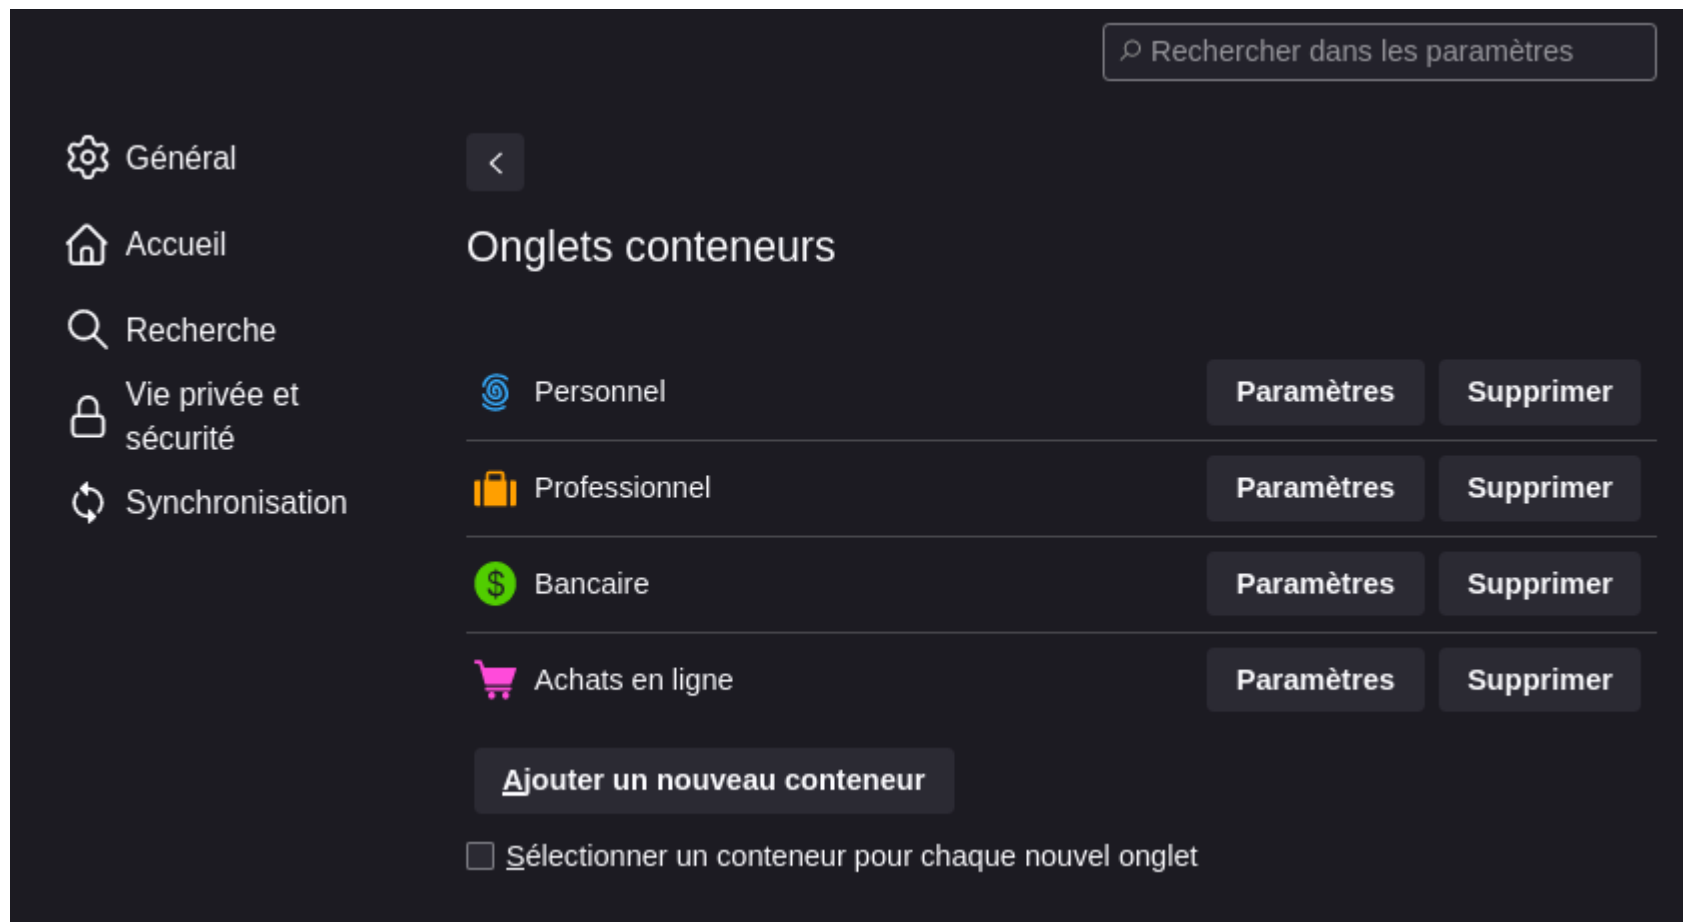 Rechercher dans les paramètres
Général
Accueil
Recherche
Vie privée et
sécurité
Synchronisation
Onglets conteneurs
Personnel Paramètres Supprimer
Professionnel Paramètres Supprimer
$ Bancaire Paramètres Supprimer
Achats en ligne Paramètres Supprimer
Ajouter un nouveau conteneur
Sélectionner un conteneur pour chaque nouvel onglet